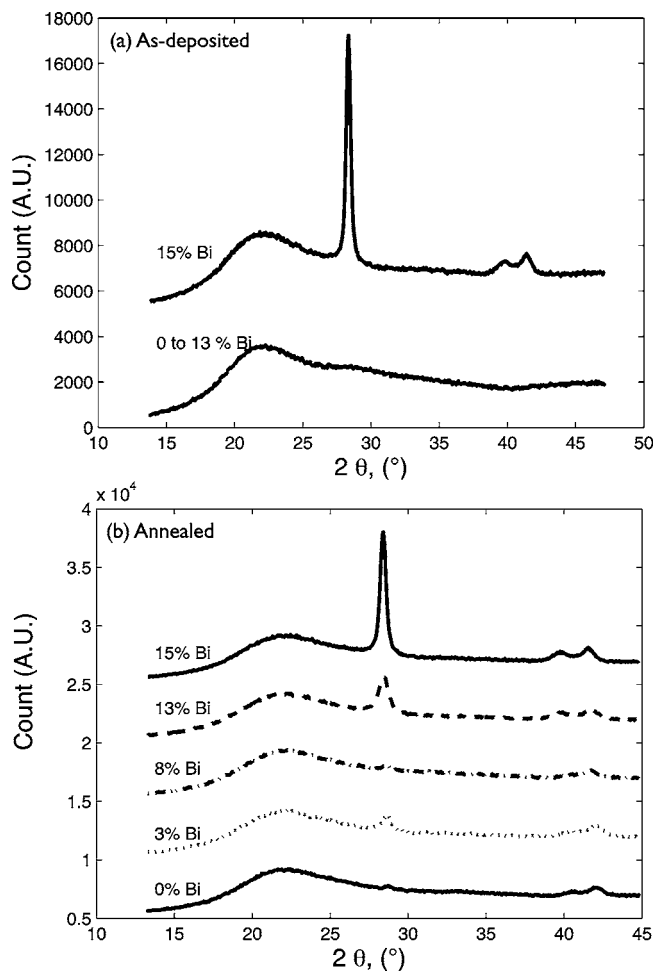 (a) As-deposited
18000
16000
14000
12000
10000
8000
6000
4000
2000
0
Count (A.U.)
15% Bi
0 to 13 % Bi
10 15 20 25 30 35 40 45 50
2 θ, (°)
x 10⁴
(b) Annealed
4
3.5
3
2.5
2
1.5
1
0.5
Count (A.U.)
15% Bi
13% Bi
8% Bi
3% Bi
0% Bi
10 15 20 25 30 35 40 45
2 θ, (°)